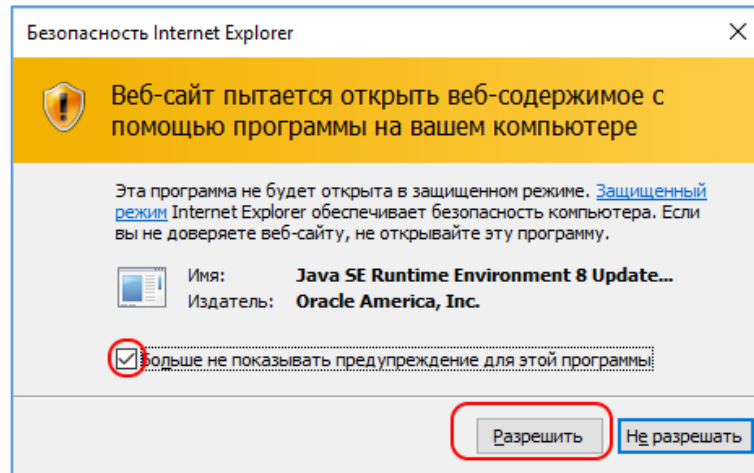 Безопасность Internet Explorer
Веб-сайт пытается открыть веб-содержимое с
помощью программы на вашем компьютере
Эта программа не будет открыта в защищенном режиме. Защищенный
режим Internet Explorer обеспечивает безопасность компьютера. Если
вы не доверяете веб-сайту, не открывайте эту программу.
Имя: Java SE Runtime Environment 8 Update...
Издатель: Oracle America, Inc.
Больше не показывать предупреждение для этой программы
Разрешить Не разрешать